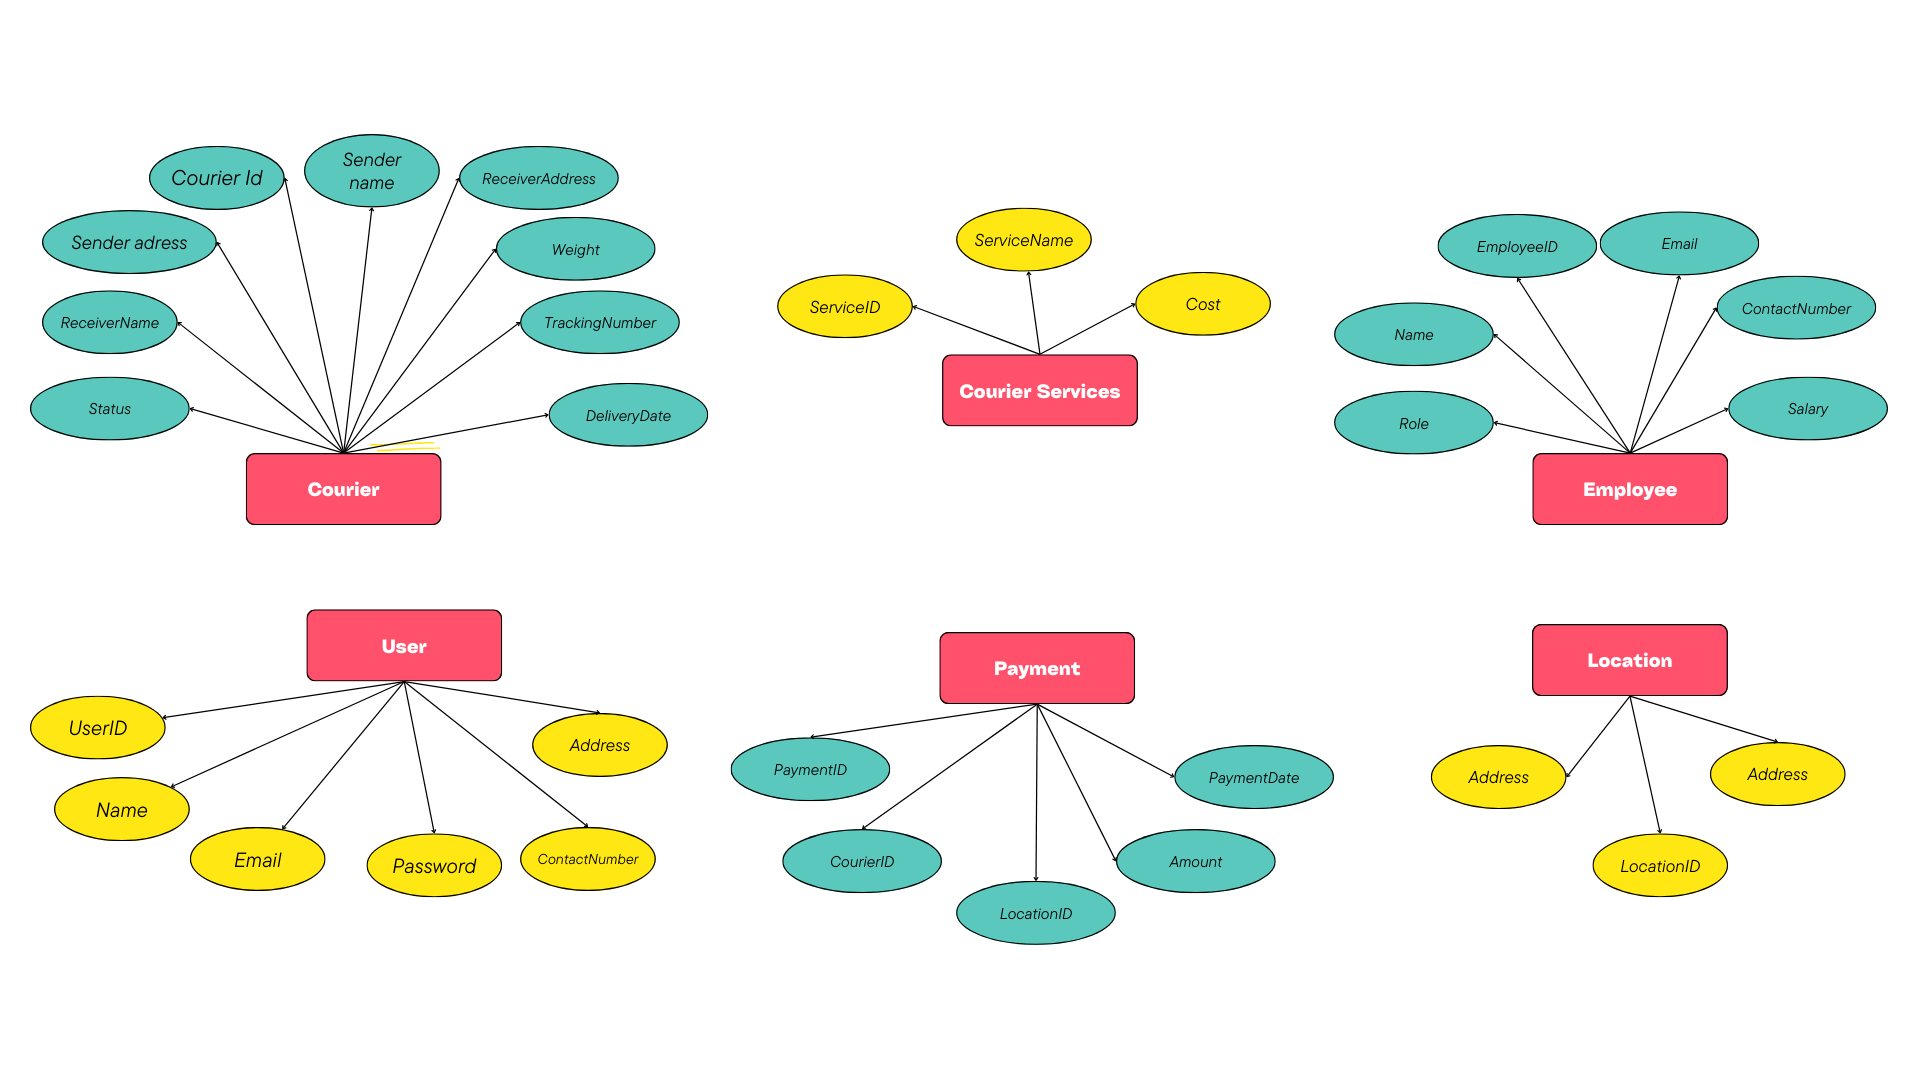 Courier Id
Sender
name
ReceiverAddress
Sender adress
Weight
ReceiverName
TrackingNumber
Status
DeliveryDate
Courier
ServiceName
ServiceID
Cost
Courier Services
EmployeeID
Email
ContactNumber
Name
Role
Salary
Employee
User
UserID
Address
Name
Email
Password
ContactNumber
Payment
PaymentID
PaymentDate
CourierID
Amount
LocationID
Location
Address
Address
LocationID